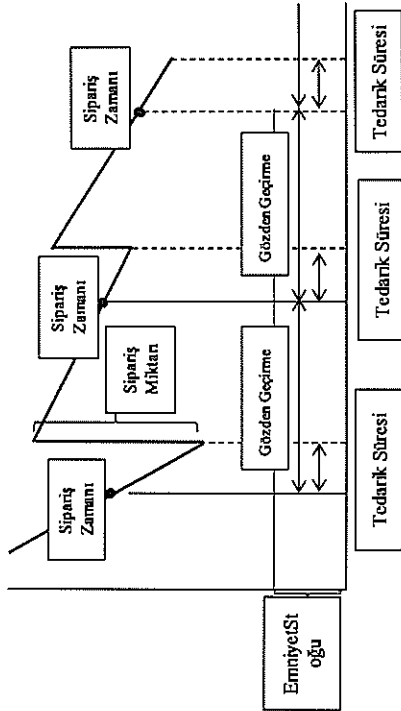 Sipariş
Zamanı
Sipariş
Miktarı
Sipariş
Zamanı
Sipariş
Zamanı
Gözden Geçirme
Gözden Geçirme
EmniyetSt
oğu
Tedarik Süresi
Tedarik Süresi
Tedarik Süresi